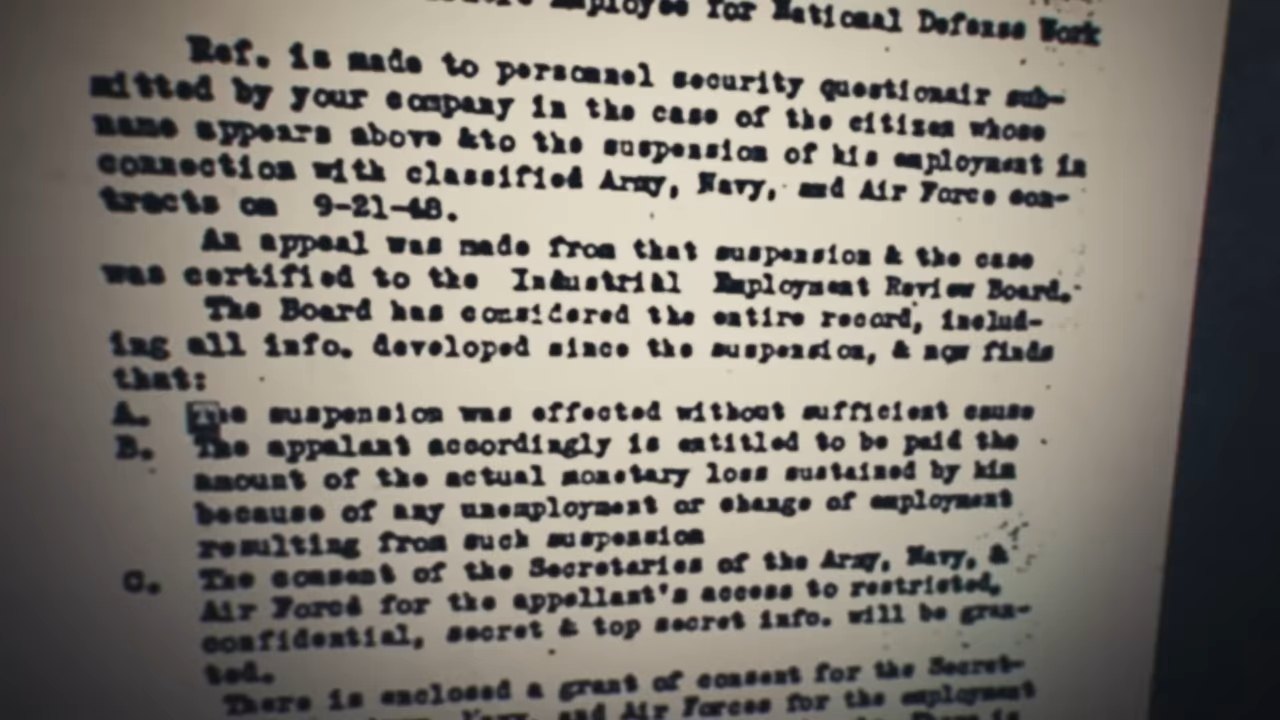 Employee for National Defense Work
Ref. is made to personnel security questionair sub-
mitted by your company in the case of the citizen whose
name appears above &to the suspension of his employment in
connection with classified Army, Navy, and Air Force con-
tracts on 9-21-48.
An appeal was made from that suspension & the case
was certified to the Industrial Employment Review Board.
The Board has considered the entire record, includ-
ing all info. developed since the suspension, & now finds
that:
A. The suspension was effected without sufficient cause
B. The appalant accordingly is entitled to be paid the
amount of the actual monetary loss sustained by him
because of any unemployment or change of employment
resulting from such suspension
C. The consent of the Secretaries of the Army, Navy, &
Air Force for the appellant's access to restricted,
confidential, secret & top secret info. will be gran-
ted.
There is enclosed a grant of consent for the Secret-
Navy, and Air Forces for the employment
There is